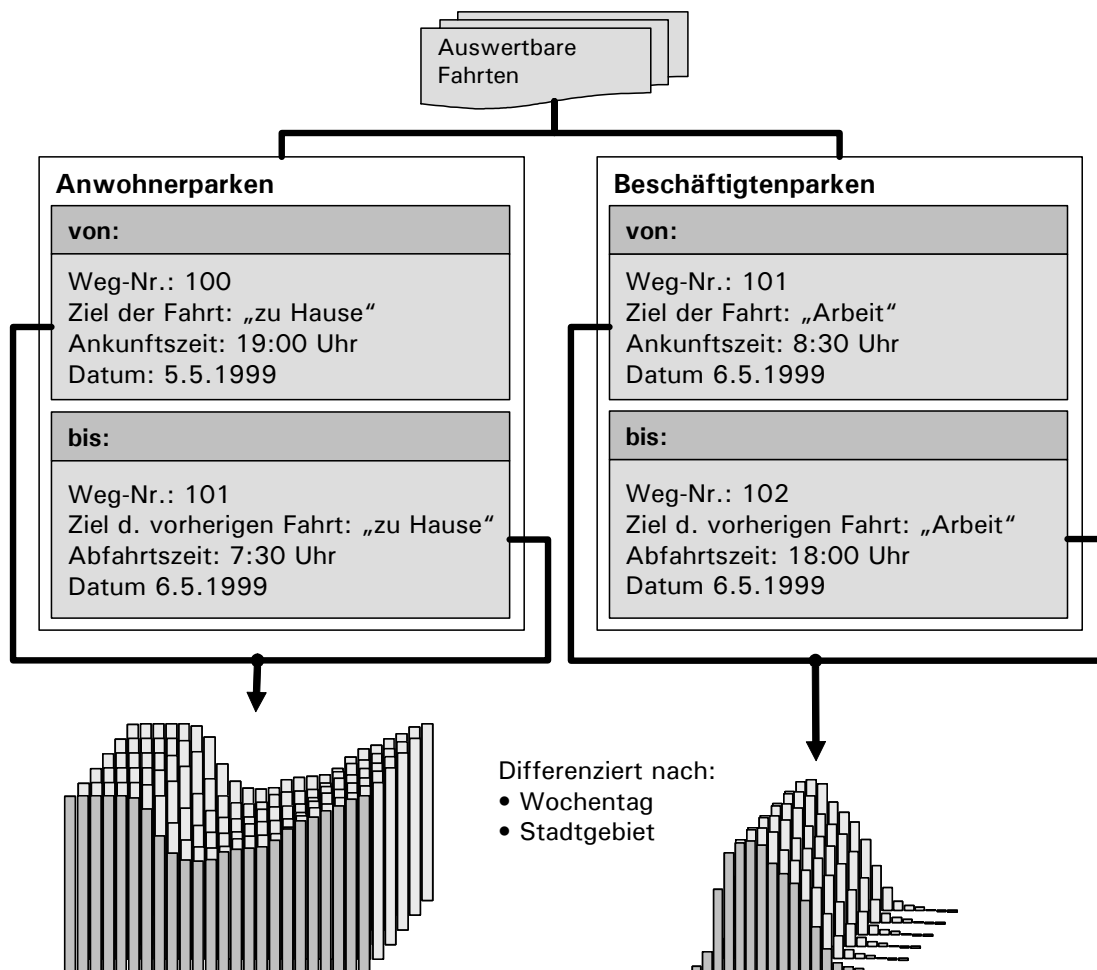 Auswertbare
Fahrten
Anwohnerparken
von:
Weg-Nr.: 100
Ziel der Fahrt: „zu Hause“
Ankunftszeit: 19:00 Uhr
Datum: 5.5.1999
bis:
Weg-Nr.: 101
Ziel d. vorherigen Fahrt: „zu Hause“
Abfahrtszeit: 7:30 Uhr
Datum 6.5.1999
Beschäftigtenparken
von:
Weg-Nr.: 101
Ziel der Fahrt: „Arbeit“
Ankunftszeit: 8:30 Uhr
Datum 6.5.1999
bis:
Weg-Nr.: 102
Ziel d. vorherigen Fahrt: „Arbeit“
Abfahrtszeit: 18:00 Uhr
Datum 6.5.1999
Differenziert nach:
• Wochentag
• Stadtgebiet